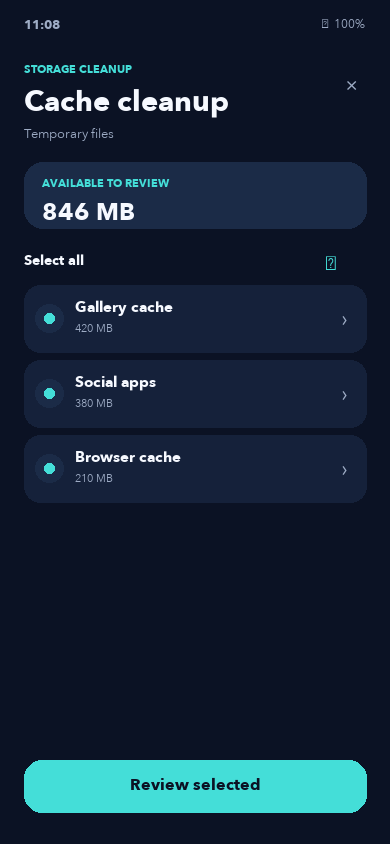 11:08
100%
STORAGE CLEANUP
Cache cleanup
×
Temporary files
AVAILABLE TO REVIEW
846 MB
Select all
Gallery cache
420 MB
›
Social apps
380 MB
›
Browser cache
210 MB
›
Review selected